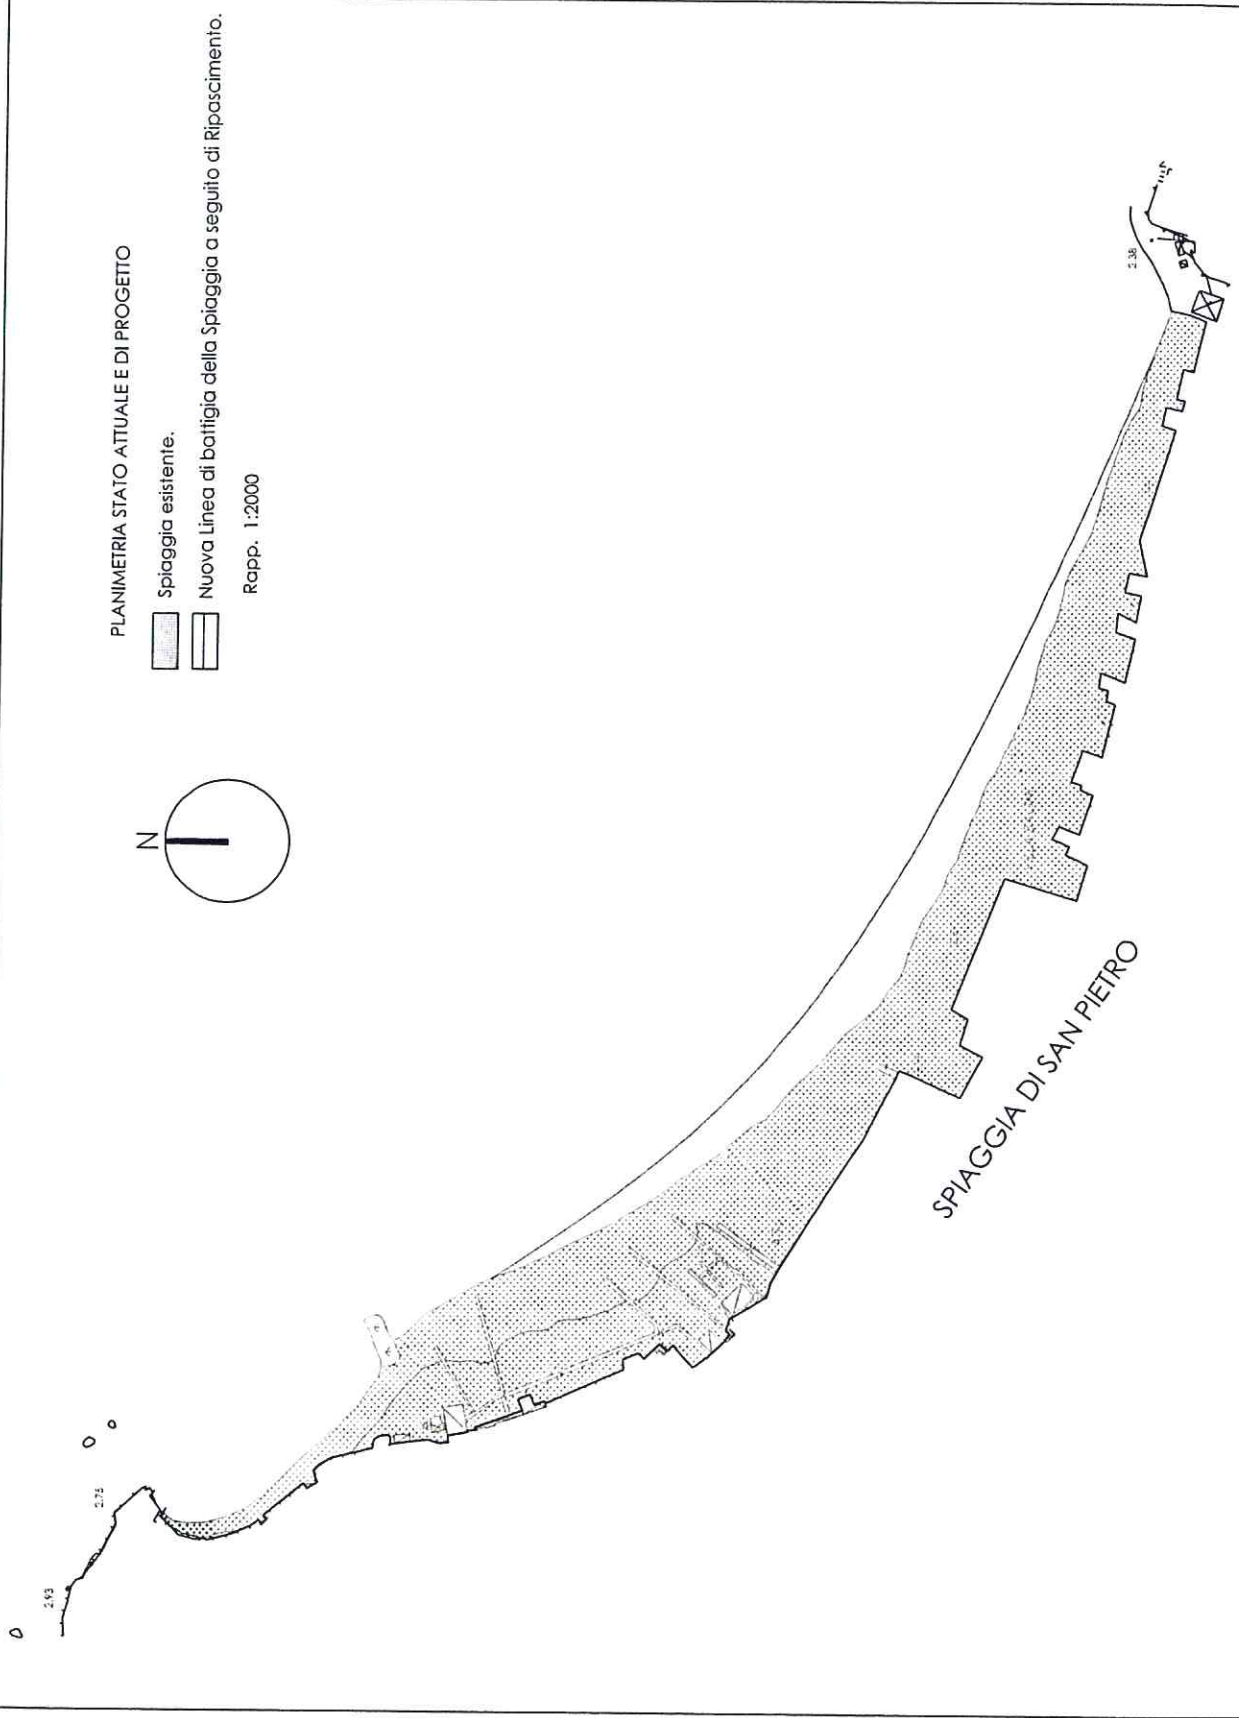 PLANIMETRIA STATO ATTUALE E DI PROGETTO
Spiaggia esistente.
Nuova Linea di battigia della Spiaggia a seguito di Ripascimento.
Rapp. 1:2000
N
2.93
2.75
2.38
SPIAGGIA DI SAN PIETRO